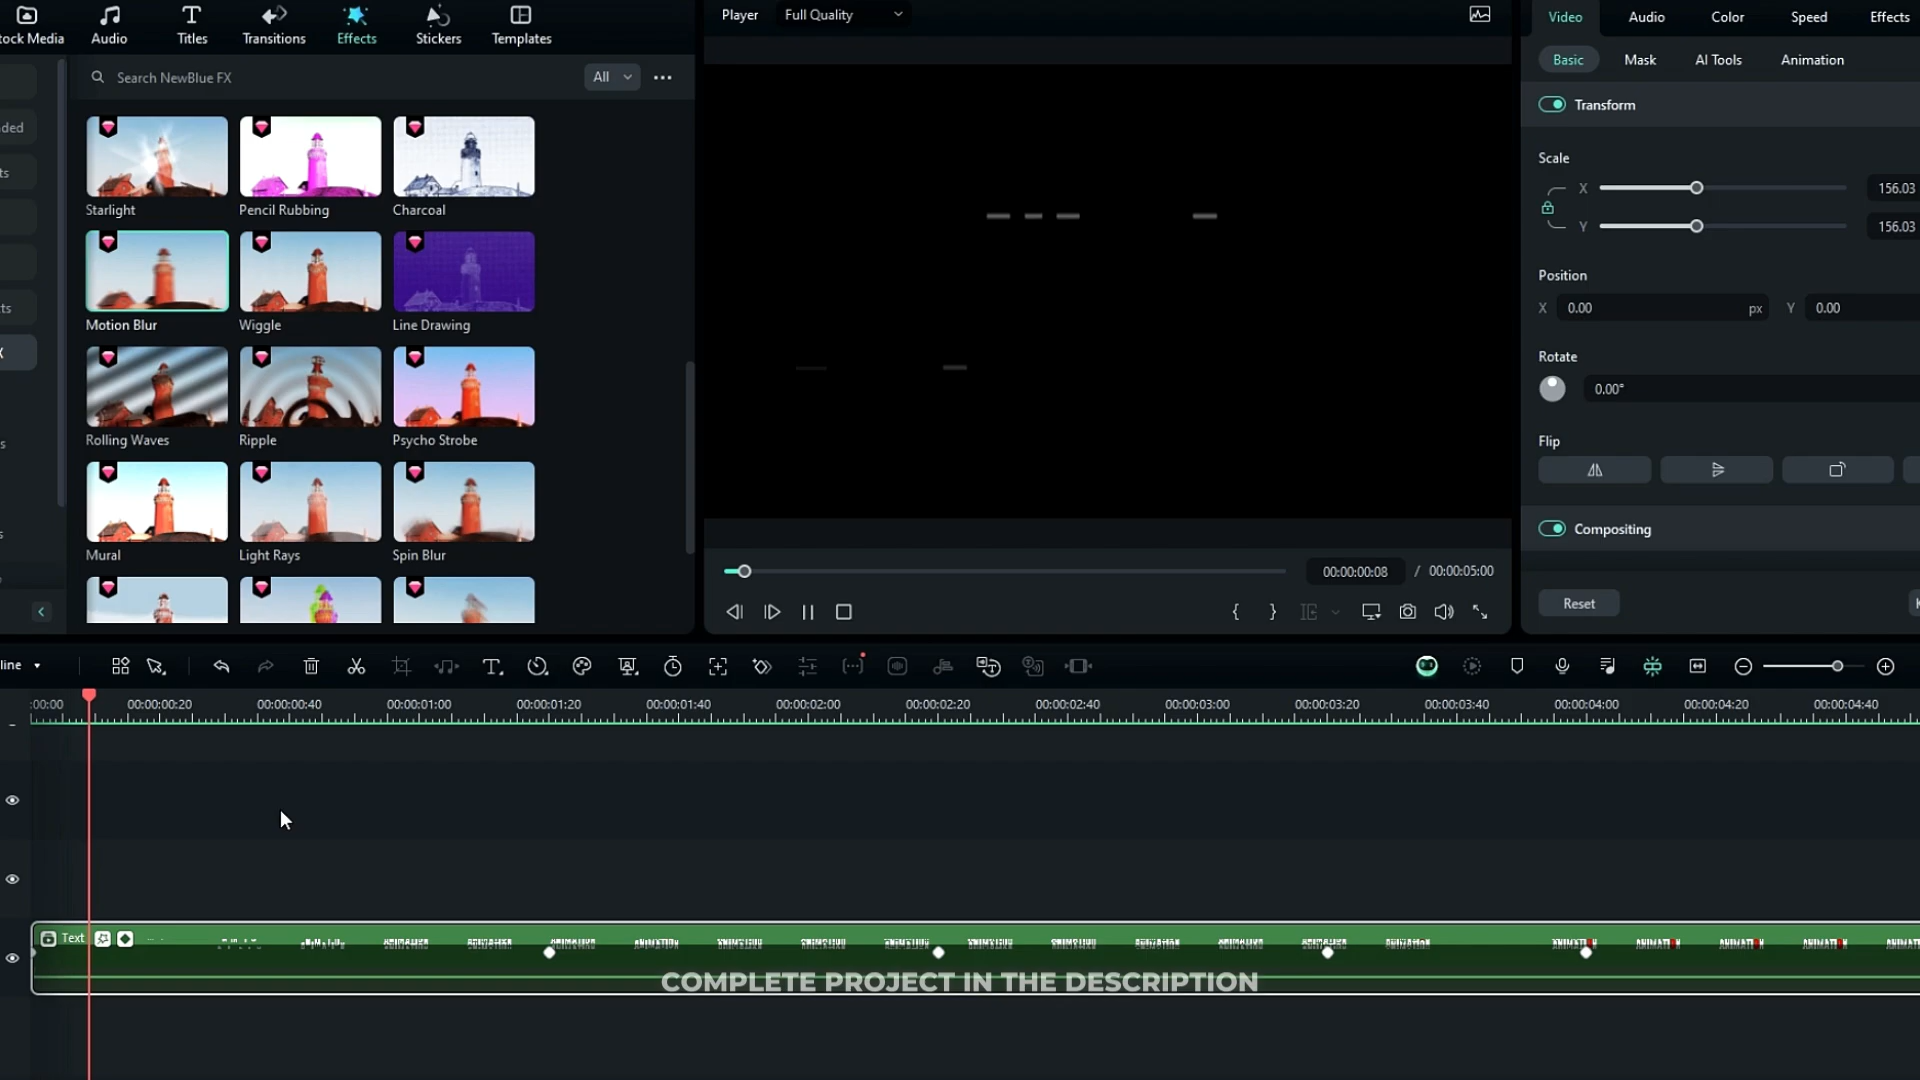 tock Media
Audio
Titles
Transitions
Effects
Stickers
Templates
Player
Full Quality
Video
Audio
Color
Speed
Effects
Search NewBlue FX
All
Basic
Mask
AI Tools
Animation
Transform
ded
ts
Starlight
Pencil Rubbing
Charcoal
Scale
X
156.03
Y
156.03
Motion Blur
Wiggle
Line Drawing
Position
X 0.00 px Y 0.00
ts
X
Rotate
0.00°
Rolling Waves
Ripple
Psycho Strobe
s
Flip
Mural
Light Rays
Spin Blur
s
Compositing
00:00:00:08 / 00:00:05:00
Reset
K
line
:00:00
00:00:00:20
00:00:00:40
00:00:01:00
00:00:01:20
00:00:01:40
00:00:02:00
00:00:02:20
00:00:02:40
00:00:03:00
00:00:03:20
00:00:03:40
00:00:04:00
00:00:04:20
00:00:04:40
Text
COMPLETE PROJECT IN THE DESCRIPTION